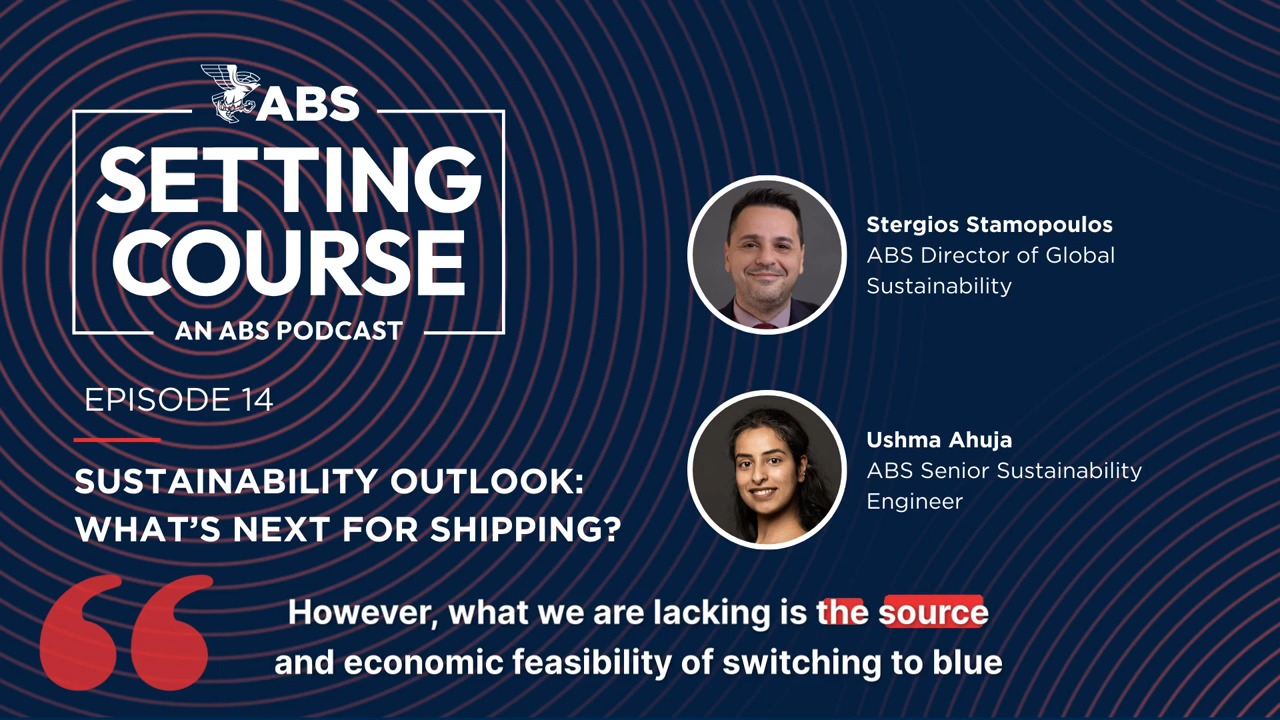 ABS
SETTING
COURSE
AN ABS PODCAST
EPISODE 14
SUSTAINABILITY OUTLOOK:
WHAT'S NEXT FOR SHIPPING?
Stergios Stamopoulos
ABS Director of Global
Sustainability
Ushma Ahuja
ABS Senior Sustainability
Engineer
However, what we are lacking is the source
and economic feasibility of switching to blue